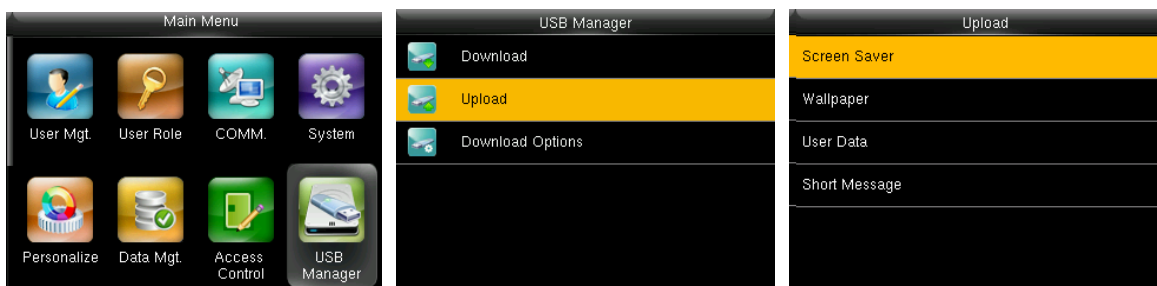 Main Menu
User Mgt.
User Role
COMM.
System
Personalize
Data Mgt.
Access
Control
USB
Manager
USB Manager
Download
Upload
Download Options
Upload
Screen Saver
Wallpaper
User Data
Short Message